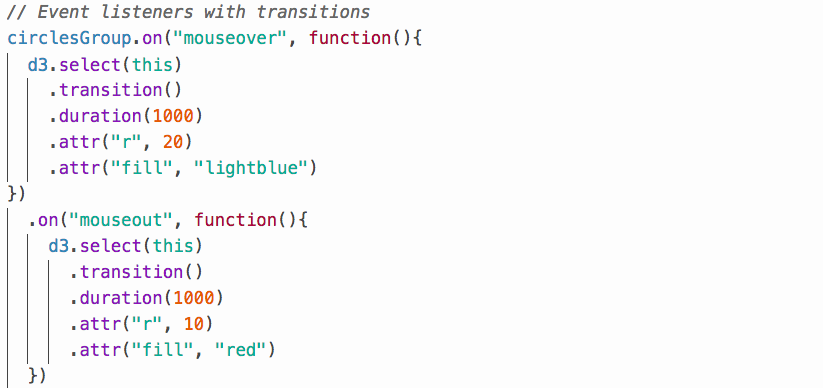 // Event listeners with transitions
circlesGroup.on("mouseover", function(){
  d3.select(this)
    .transition()
    .duration(1000)
    .attr("r", 20)
    .attr("fill", "lightblue")
})
  .on("mouseout", function(){
    d3.select(this)
      .transition()
      .duration(1000)
      .attr("r", 10)
      .attr("fill", "red")
  })